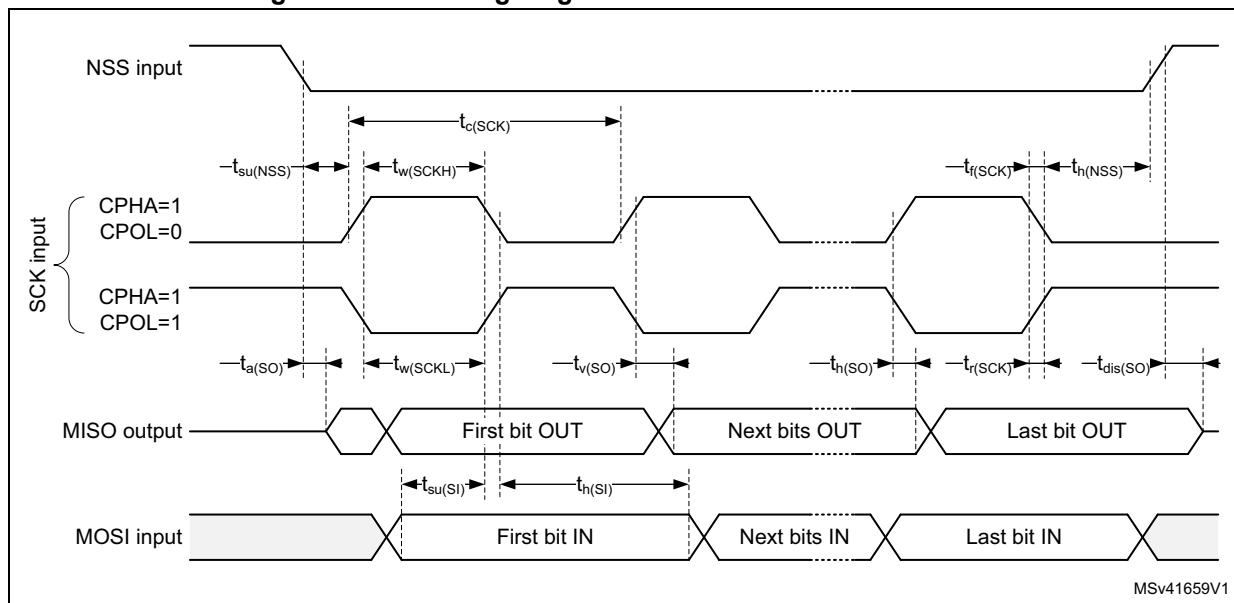 NSS input
tc(SCK)
tsu(NSS)
tw(SCKH)
tf(SCK)
th(NSS)
SCK input
CPHA=1
CPOL=0
CPHA=1
CPOL=1
ta(SO)
tw(SCKL)
tv(SO)
th(SO)
tr(SCK)
tdis(SO)
MISO output
First bit OUT
Next bits OUT
Last bit OUT
tsu(SI)
th(SI)
MOSI input
First bit IN
Next bits IN
Last bit IN
MSv41659V1